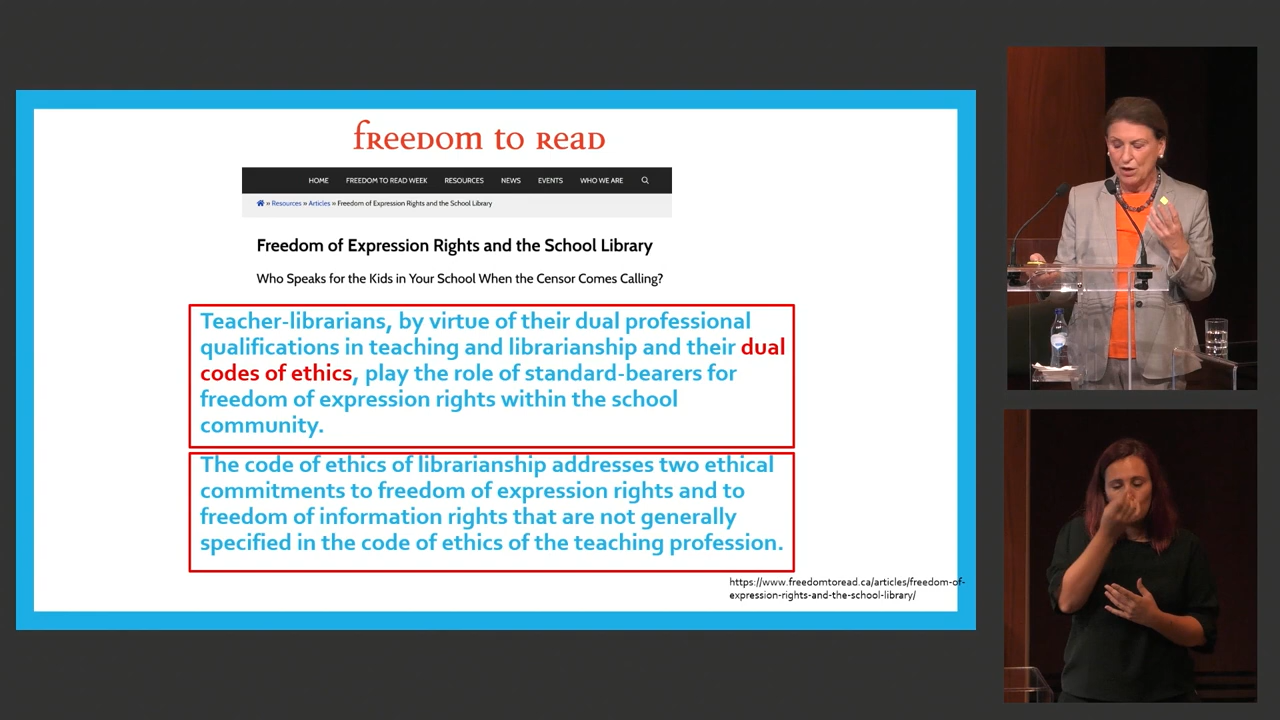 freedom to read
HOME FREEDOM TO READ WEEK RESOURCES NEWS EVENTS WHO WE ARE
» Resources » Articles » Freedom of Expression Rights and the School Library
Freedom of Expression Rights and the School Library
Who Speaks for the Kids in Your School When the Censor Comes Calling?
Teacher-librarians, by virtue of their dual professional
qualifications in teaching and librarianship and their dual
codes of ethics, play the role of standard-bearers for
freedom of expression rights within the school
community.
The code of ethics of librarianship addresses two ethical
commitments to freedom of expression rights and to
freedom of information rights that are not generally
specified in the code of ethics of the teaching profession.
https://www.freedomtoread.ca/articles/freedom-of-
expression-rights-and-the-school-library/